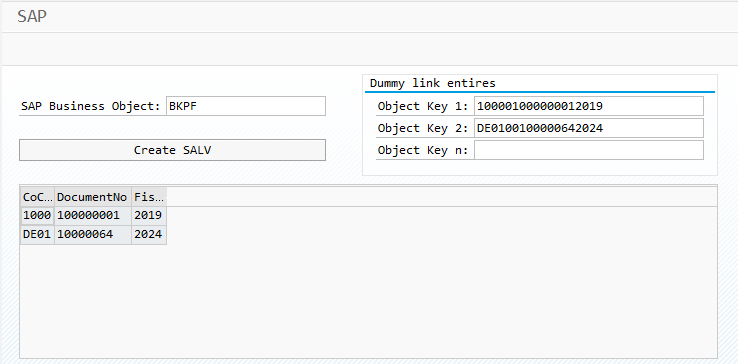 SAP
Dummy link entires
SAP Business Object: BKPF
Object Key 1: 100001000000012019
Object Key 2: DE0100100000642024
Object Key n:
Create SALV
CoC... DocumentNo Fis...
1000 100000001 2019
DE01 10000064 2024